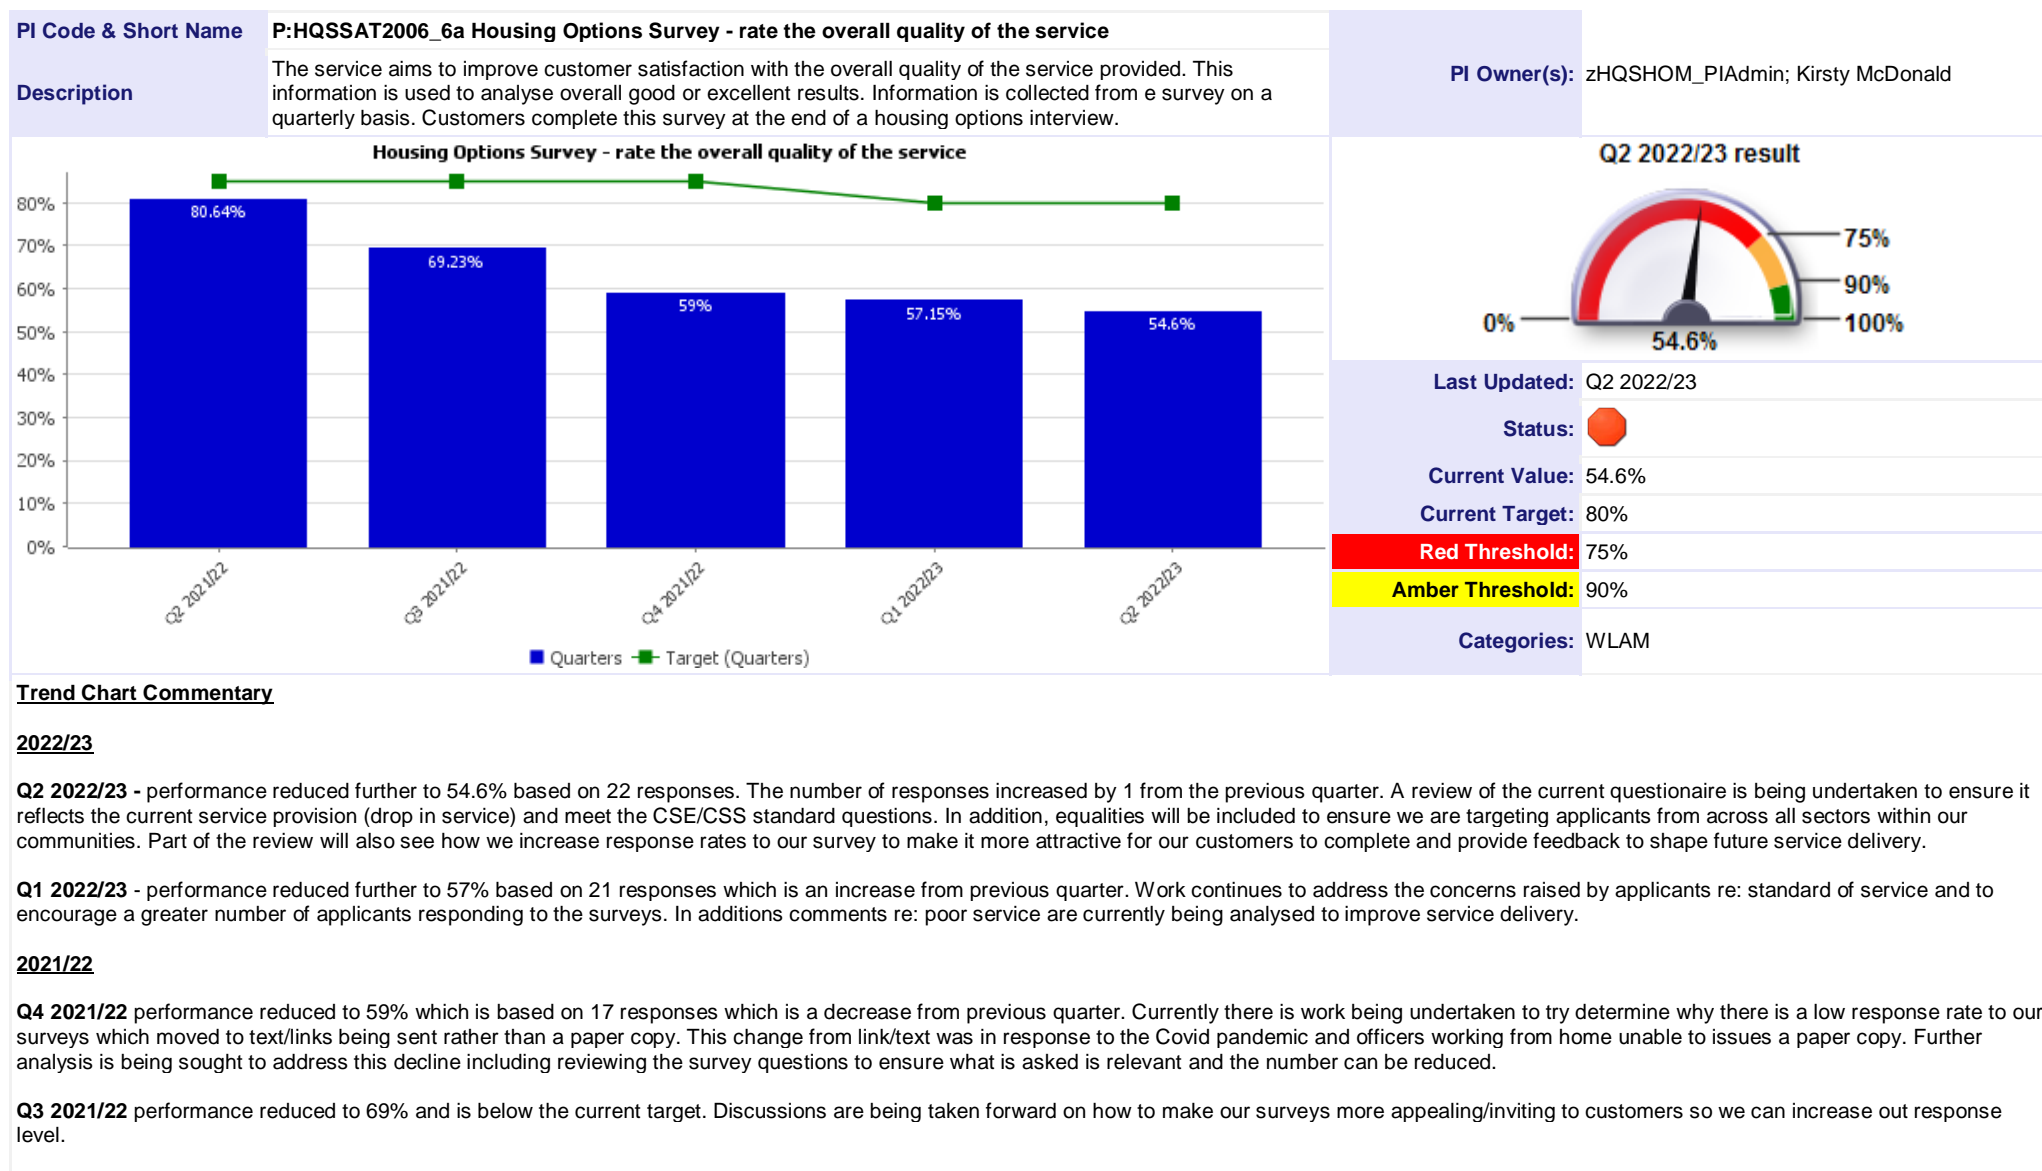 PI Code & Short Name
P:HQSSAT2006_6a Housing Options Survey - rate the overall quality of the service
Description
The service aims to improve customer satisfaction with the overall quality of the service provided. This
information is used to analyse overall good or excellent results. Information is collected from e survey on a
quarterly basis. Customers complete this survey at the end of a housing options interview.
PI Owner(s):
zHQSHOM_PIAdmin; Kirsty McDonald
Housing Options Survey - rate the overall quality of the service
80%
70%
60%
50%
40%
30%
20%
10%
0%
80.64%
69.23%
59%
57.15%
54.6%
Q2 2021/22
Q3 2021/22
Q4 2021/22
Q1 2022/23
Q2 2022/23
Quarters
Target (Quarters)
Q2 2022/23 result
75%
90%
0%
100%
54.6%
Last Updated: Q2 2022/23
Status:
Current Value: 54.6%
Current Target: 80%
Red Threshold: 75%
Amber Threshold: 90%
Categories: WLAM
Trend Chart Commentary
2022/23
Q2 2022/23 - performance reduced further to 54.6% based on 22 responses. The number of responses increased by 1 from the previous quarter. A review of the current questionaire is being undertaken to ensure it
reflects the current service provision (drop in service) and meet the CSE/CSS standard questions. In addition, equalities will be included to ensure we are targeting applicants from across all sectors within our
communities. Part of the review will also see how we increase response rates to our survey to make it more attractive for our customers to complete and provide feedback to shape future service delivery.
Q1 2022/23 - performance reduced further to 57% based on 21 responses which is an increase from previous quarter. Work continues to address the concerns raised by applicants re: standard of service and to
encourage a greater number of applicants responding to the surveys. In additions comments re: poor service are currently being analysed to improve service delivery.
2021/22
Q4 2021/22 performance reduced to 59% which is based on 17 responses which is a decrease from previous quarter. Currently there is work being undertaken to try determine why there is a low response rate to our
surveys which moved to text/links being sent rather than a paper copy. This change from link/text was in response to the Covid pandemic and officers working from home unable to issues a paper copy. Further
analysis is being sought to address this decline including reviewing the survey questions to ensure what is asked is relevant and the number can be reduced.
Q3 2021/22 performance reduced to 69% and is below the current target. Discussions are being taken forward on how to make our surveys more appealing/inviting to customers so we can increase out response
level.